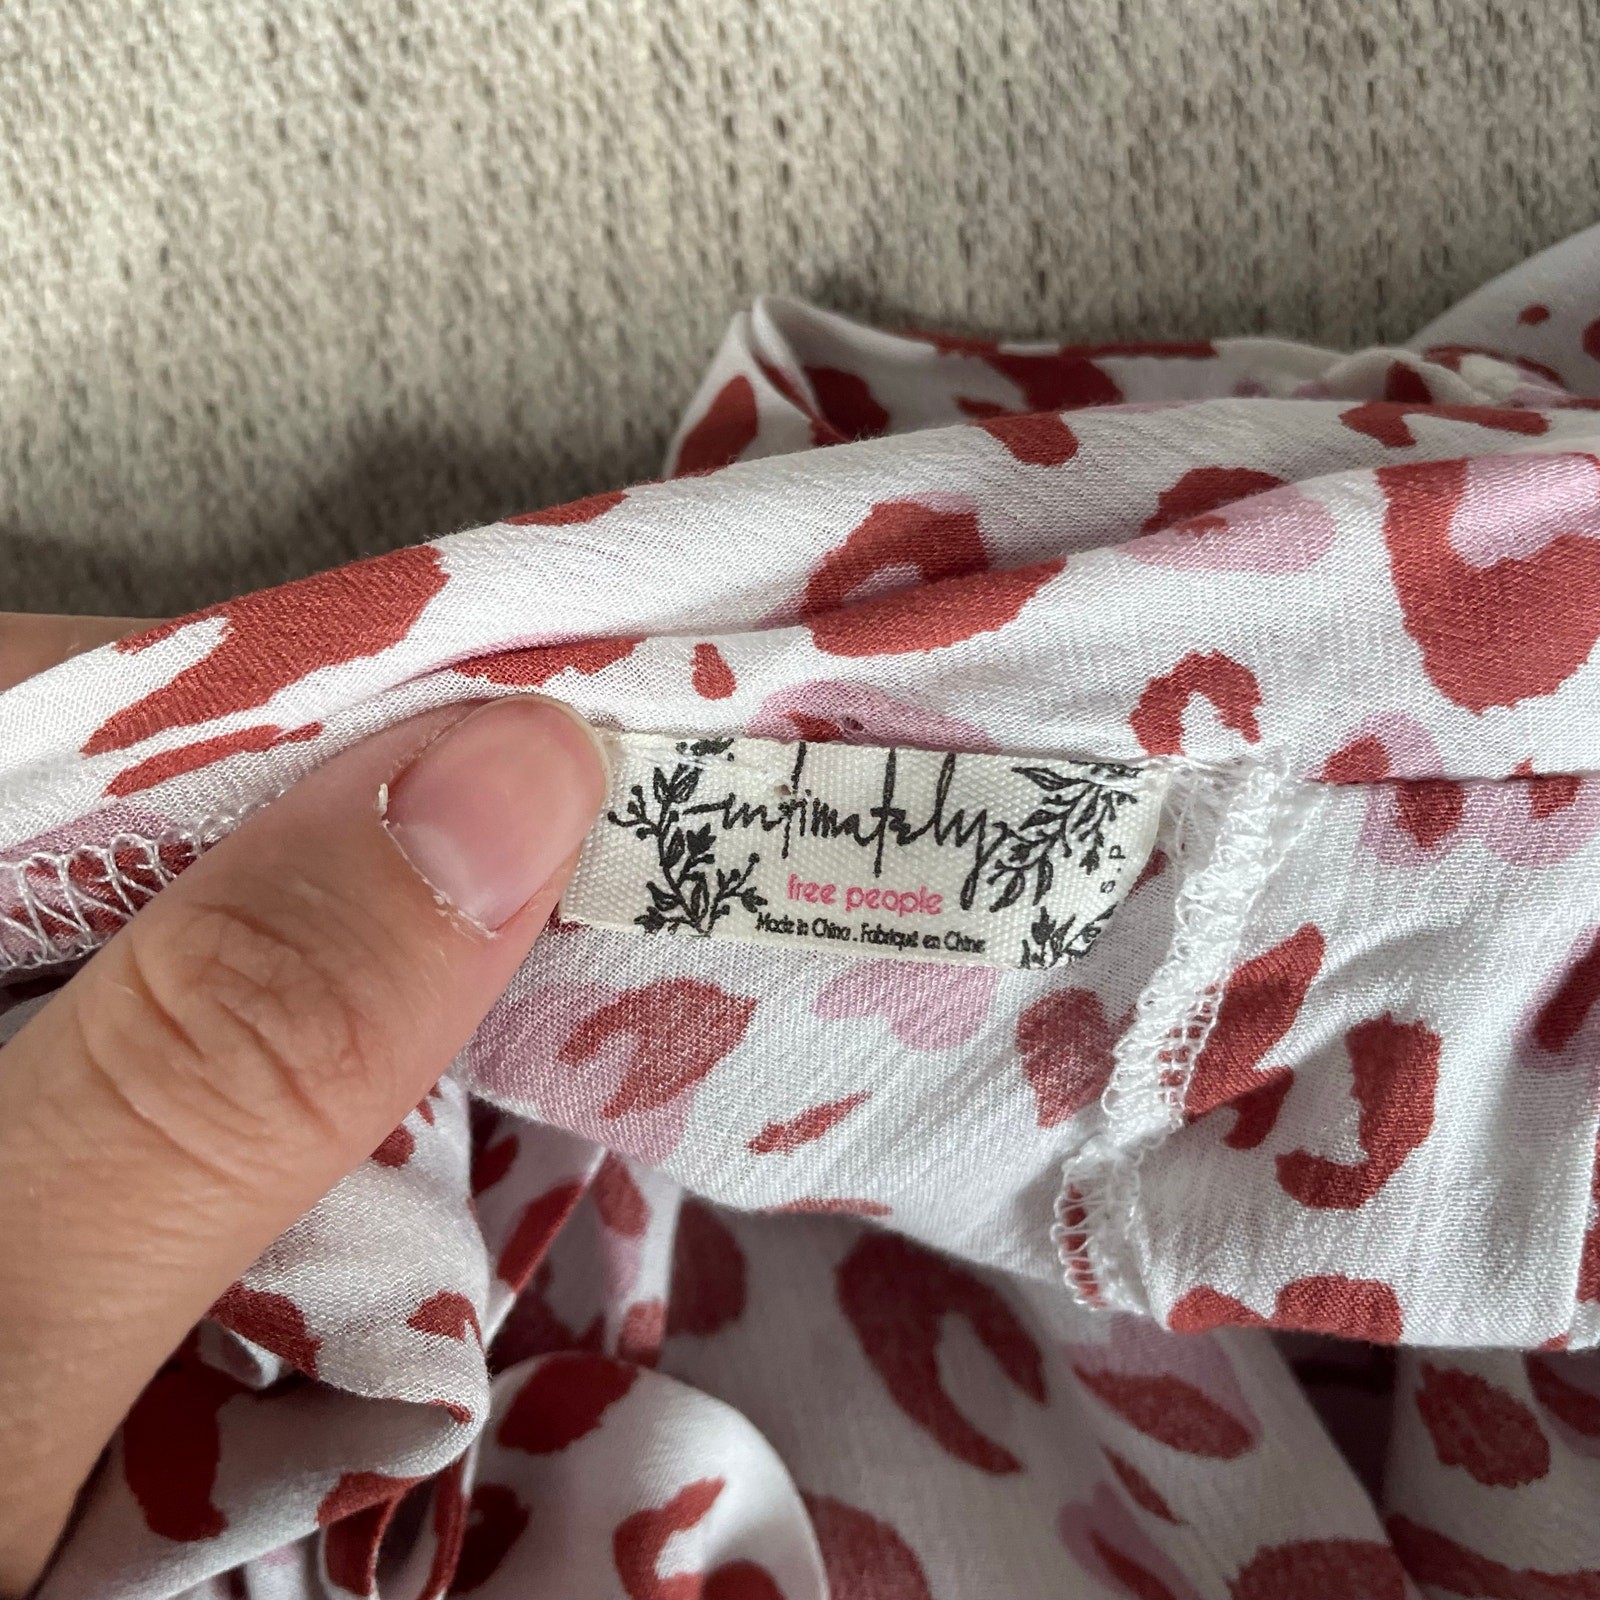 intimately
free people
Made in China . Fabriqué en Chine
s.p